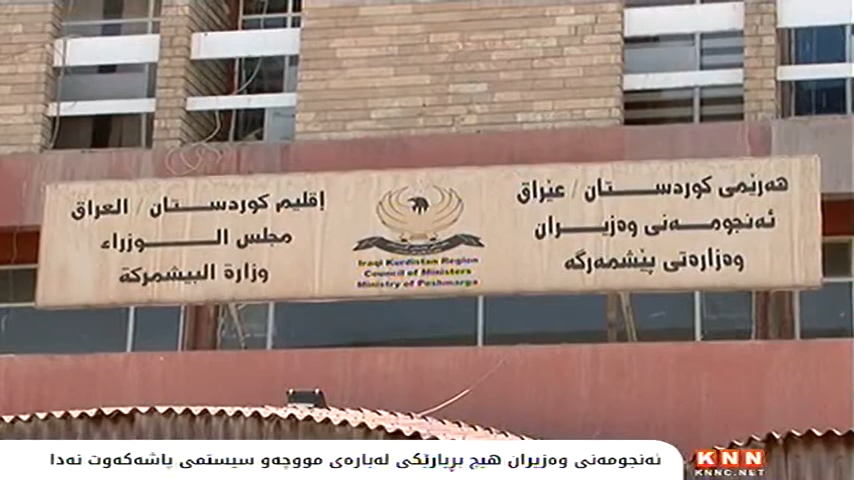 هەرێمی کوردستان / عێراق
ئەنجومەنی وەزیران
وەزارەتی پێشمەرگە
Iraqi Kurdistan Region
Council of Ministers
Ministry of Peshmarga
إقليم كوردستان / العراق
مجلس الوزراء
وزارة البيشمركة
ئەنجومەنی وەزیران هیچ بڕیارێکی لەبارەی مووچەو سیستمی پاشەکەوت نەدا
KNN
KNNC.NET